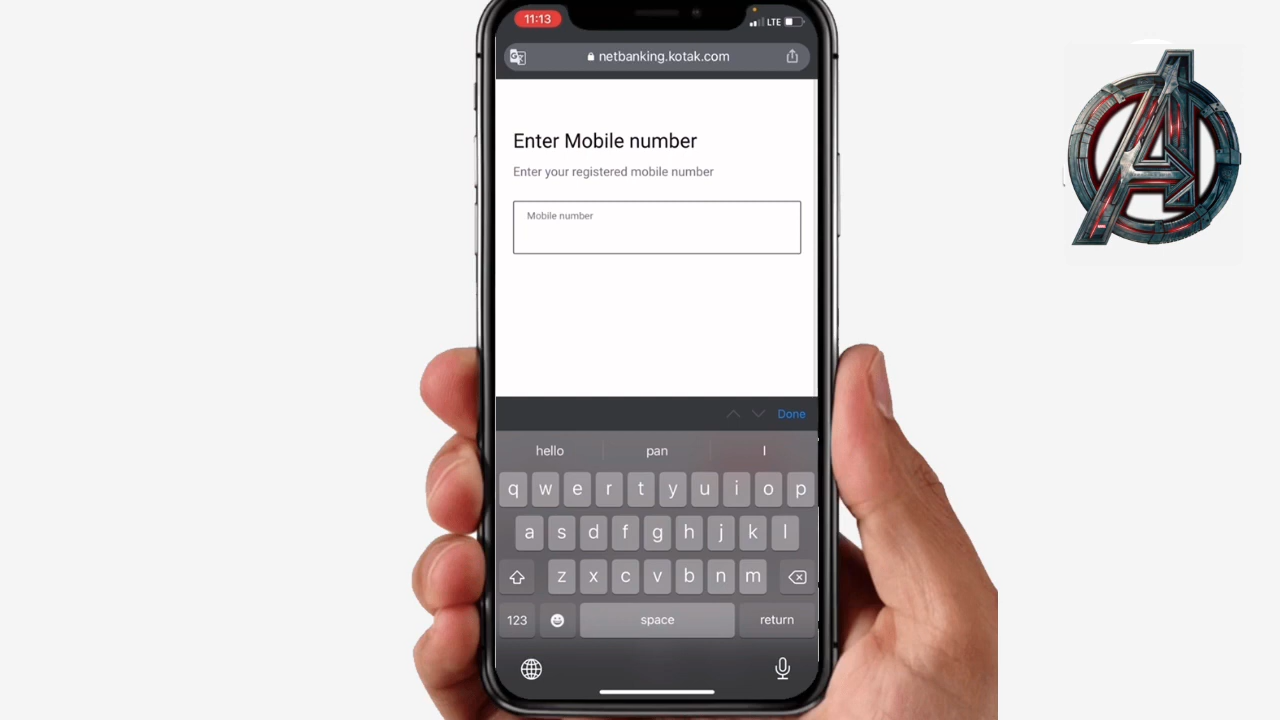 11:13
LTE
netbanking.kotak.com
Enter Mobile number
Enter your registered mobile number
Mobile number
Done
hello pan I
q w e r t y u i o p
a s d f g h j k l
z x c v b n m
123 space return